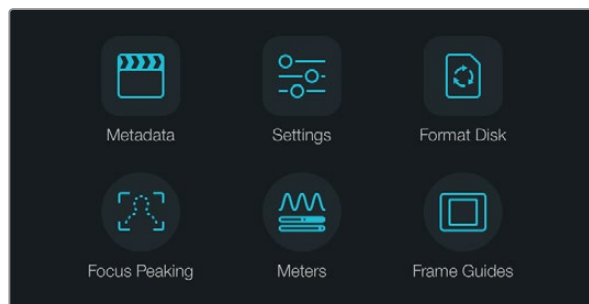 Metadata
Settings
Format Disk
Focus Peaking
Meters
Frame Guides